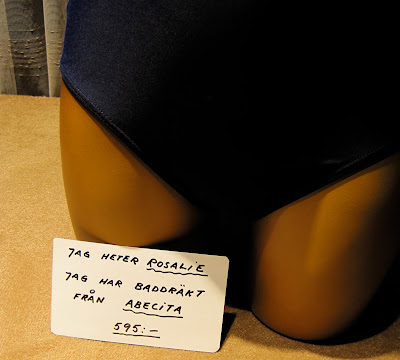 JAG HETER ROSALIE
JAG HAR BADDRÄKT
FRÅN ABECITA
595:-